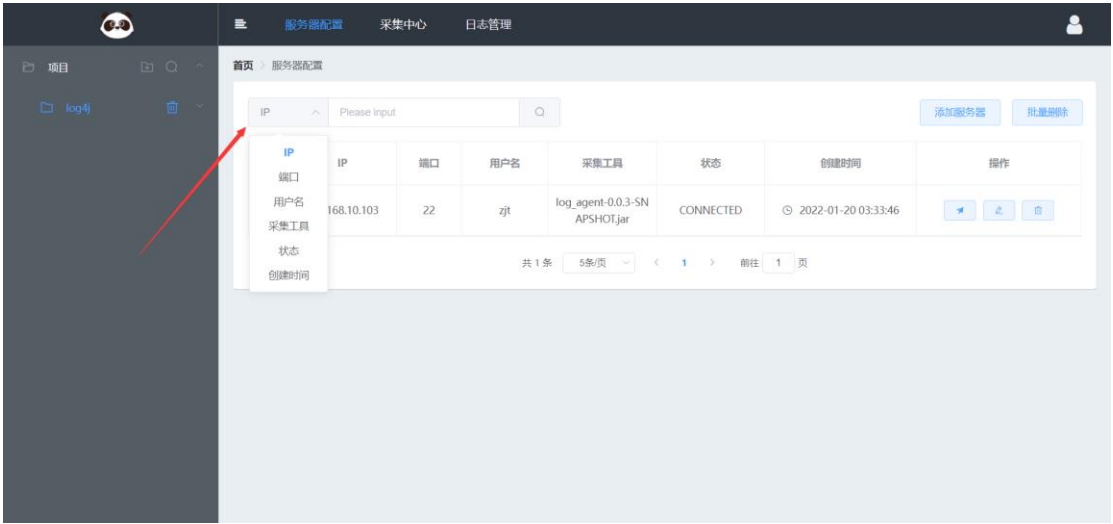 服务器配置 采集中心 日志管理
项目
首页 服务器配置
log4j
IP Please input 添加服务器 批量删除
IP
端口
用户名
采集工具
状态
创建时间
IP 端口 用户名 采集工具 状态 创建时间 操作
168.10.103 22 zjt log_agent-0.0.3-SN
APSHOT.jar CONNECTED 2022-01-20 03:33:46
共 1 条 5条/页 1 前往 1 页